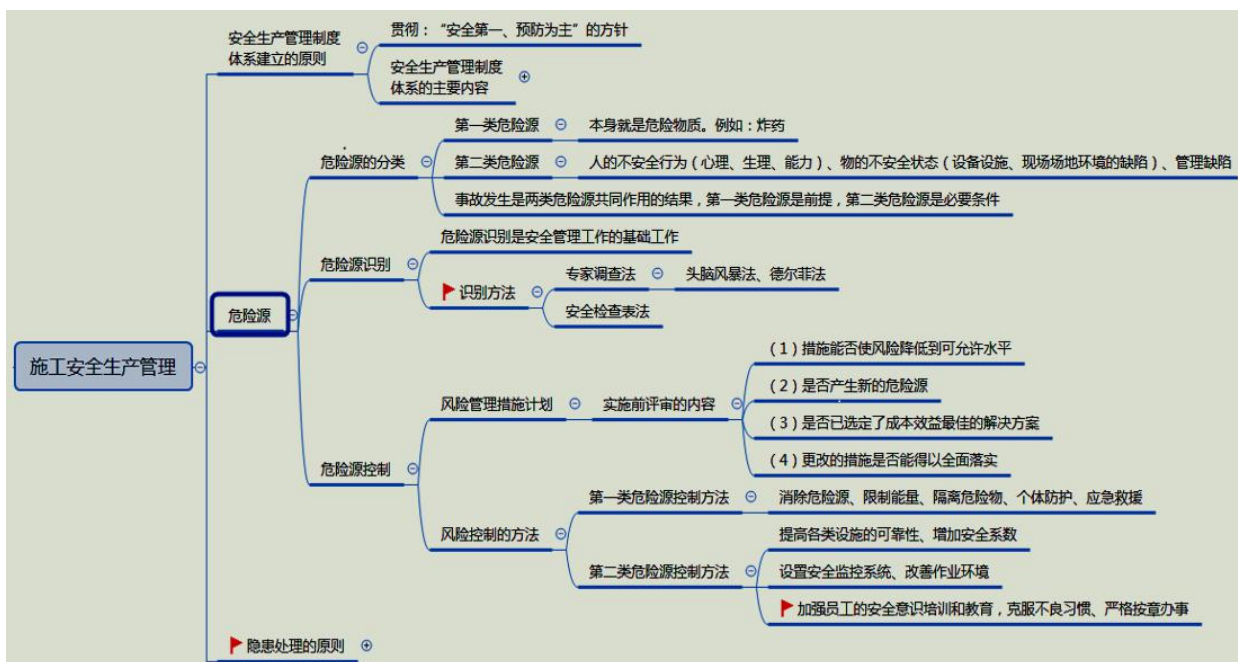 施工安全生产管理
安全生产管理制度
体系建立的原则
贯彻：“安全第一、预防为主”的方针
安全生产管理制度
体系的主要内容
危险源
危险源的分类
第一类危险源
本身就是危险物质。例如：炸药
第二类危险源
人的不安全行为（心理、生理、能力）、物的不安全状态（设备设施、现场场地环境的缺陷）、管理缺陷
事故发生是两类危险源共同作用的结果，第一类危险源是前提，第二类危险源是必要条件
危险源识别
危险源识别是安全管理工作的基础工作
识别方法
专家调查法
头脑风暴法、德尔菲法
安全检查表法
危险源控制
风险管理措施计划
实施前评审的内容
（1）措施能否使风险降低到可允许水平
（2）是否产生新的危险源
（3）是否已选定了成本效益最佳的解决方案
（4）更改的措施是否能得以全面落实
风险控制的方法
第一类危险源控制方法
消除危险源、限制能量、隔离危险物、个体防护、应急救援
第二类危险源控制方法
提高各类设施的可靠性、增加安全系数
设置安全监控系统、改善作业环境
加强员工的安全意识培训和教育，克服不良习惯、严格按章办事
隐患处理的原则